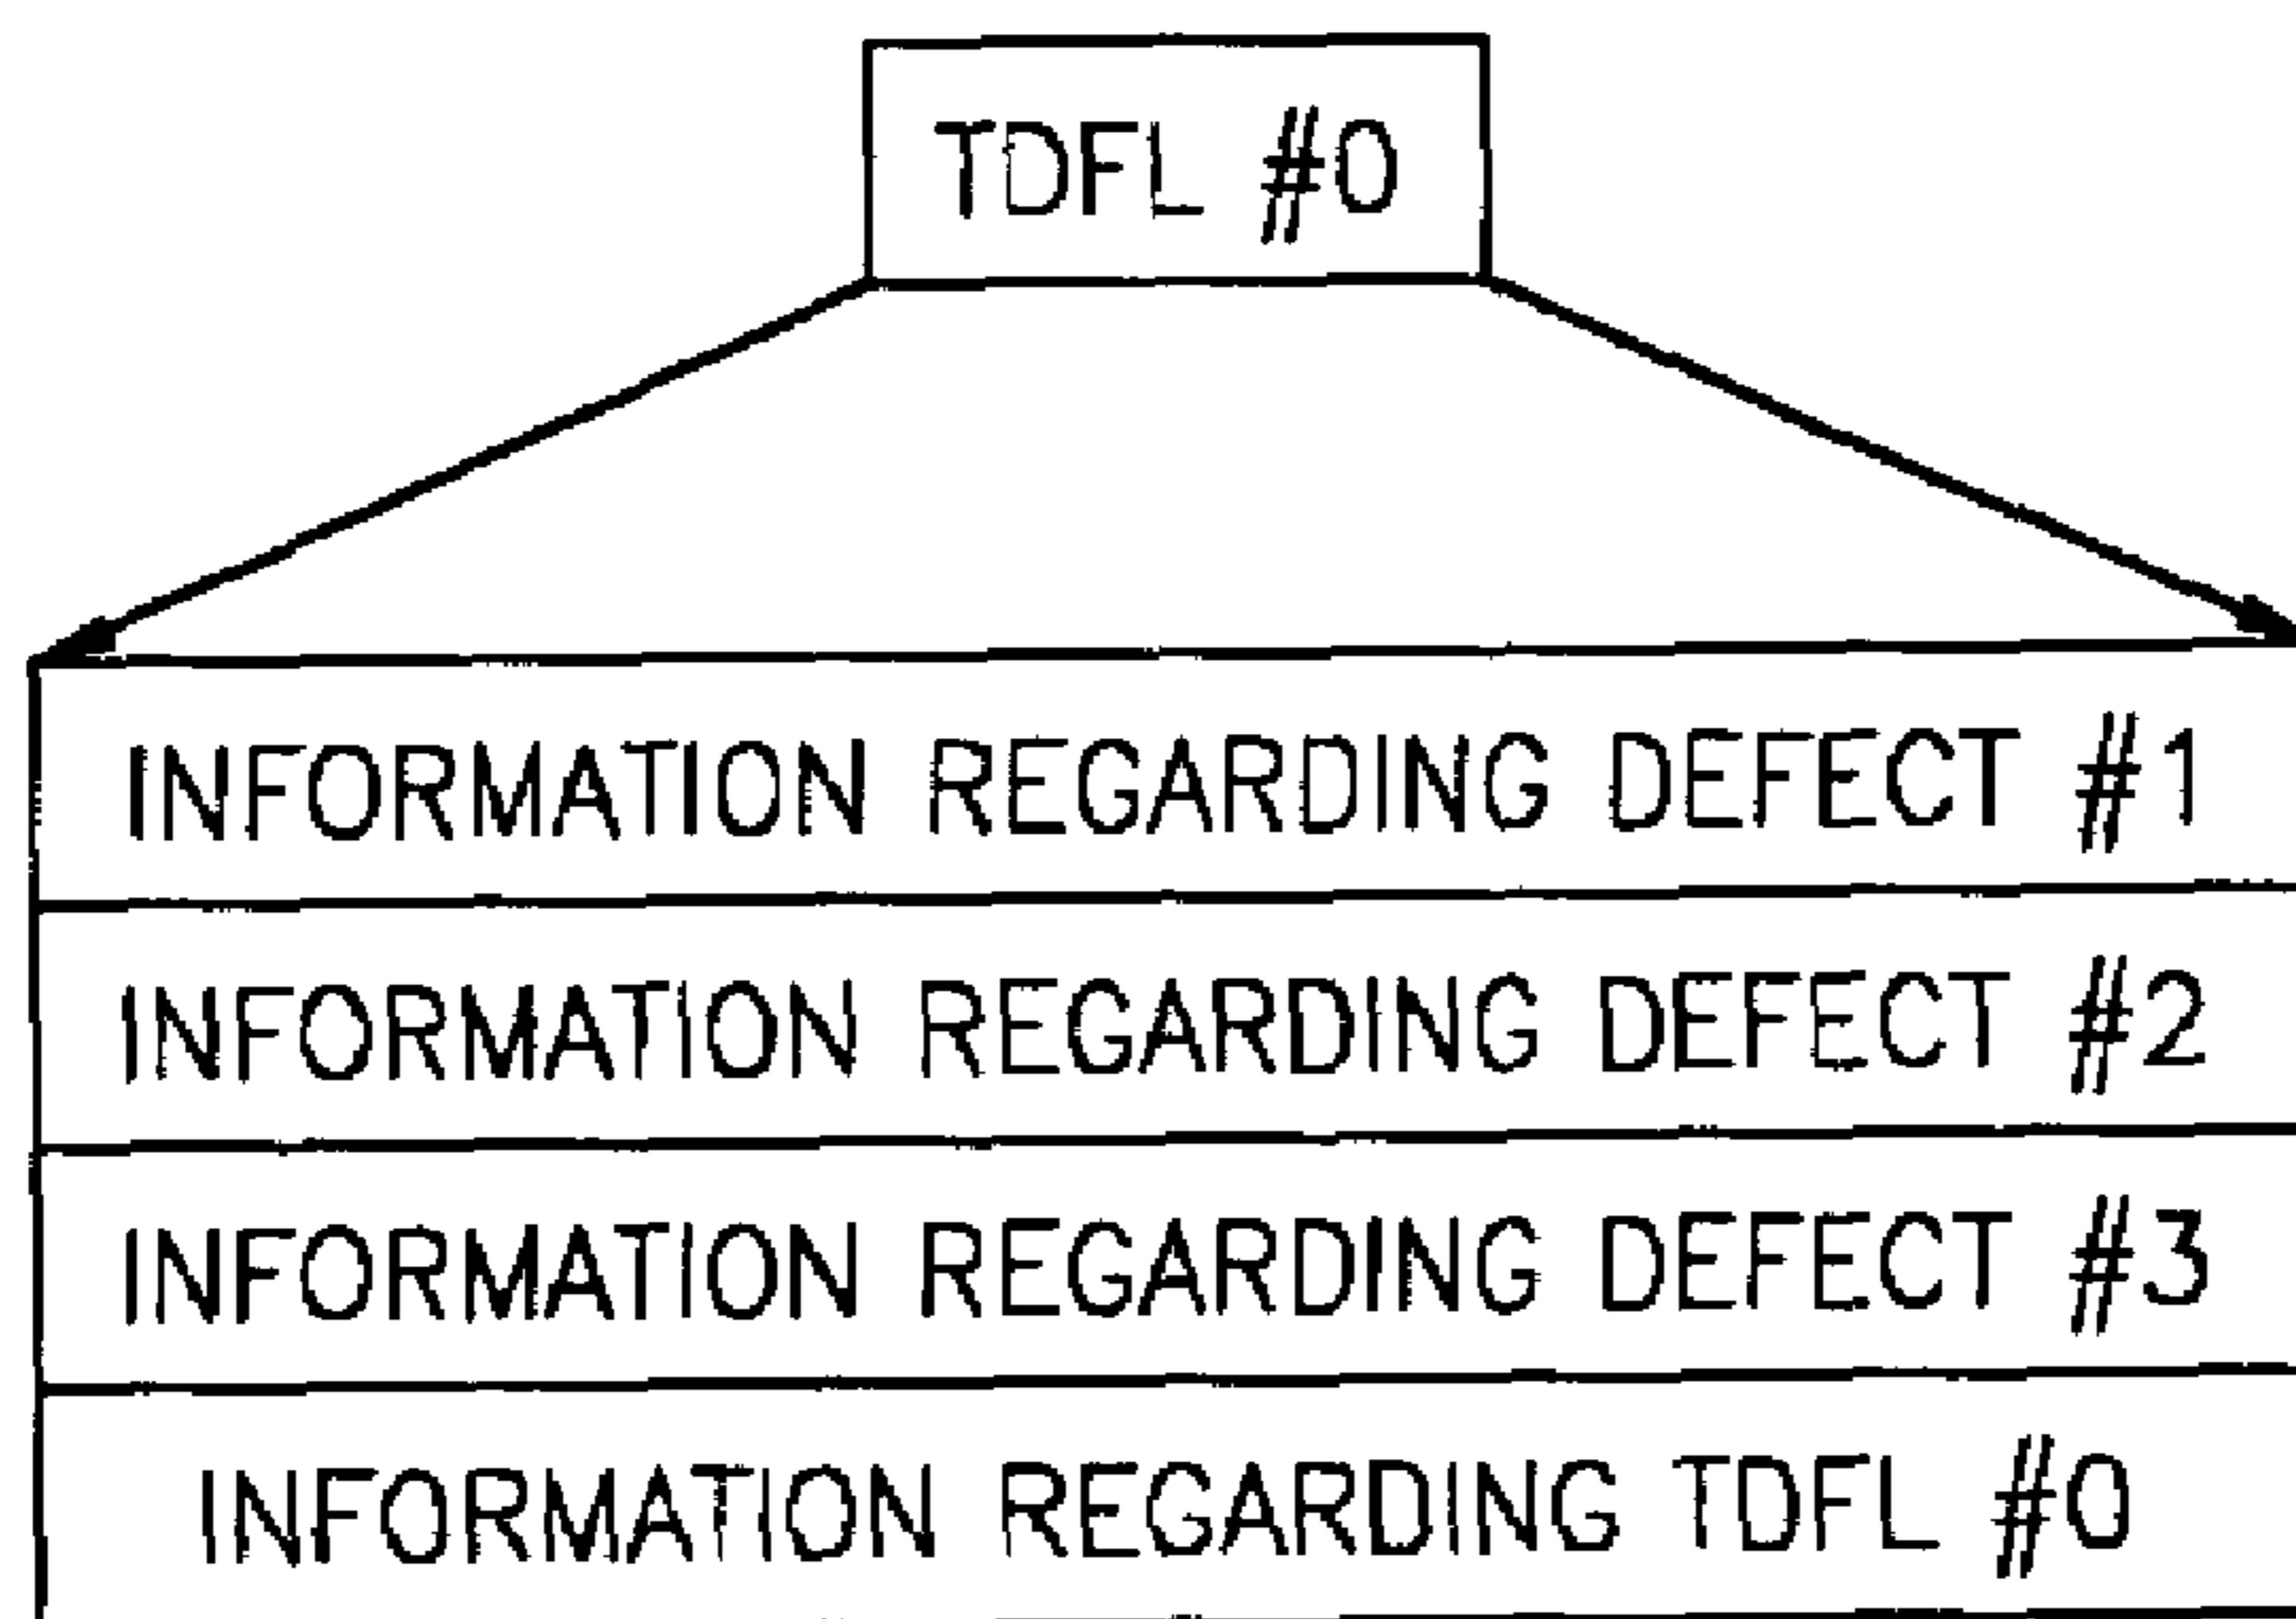 TDFL #0
INFORMATION REGARDING DEFECT #1
INFORMATION REGARDING DEFECT #2
INFORMATION REGARDING DEFECT #3
INFORMATION REGARDING TDFL #0